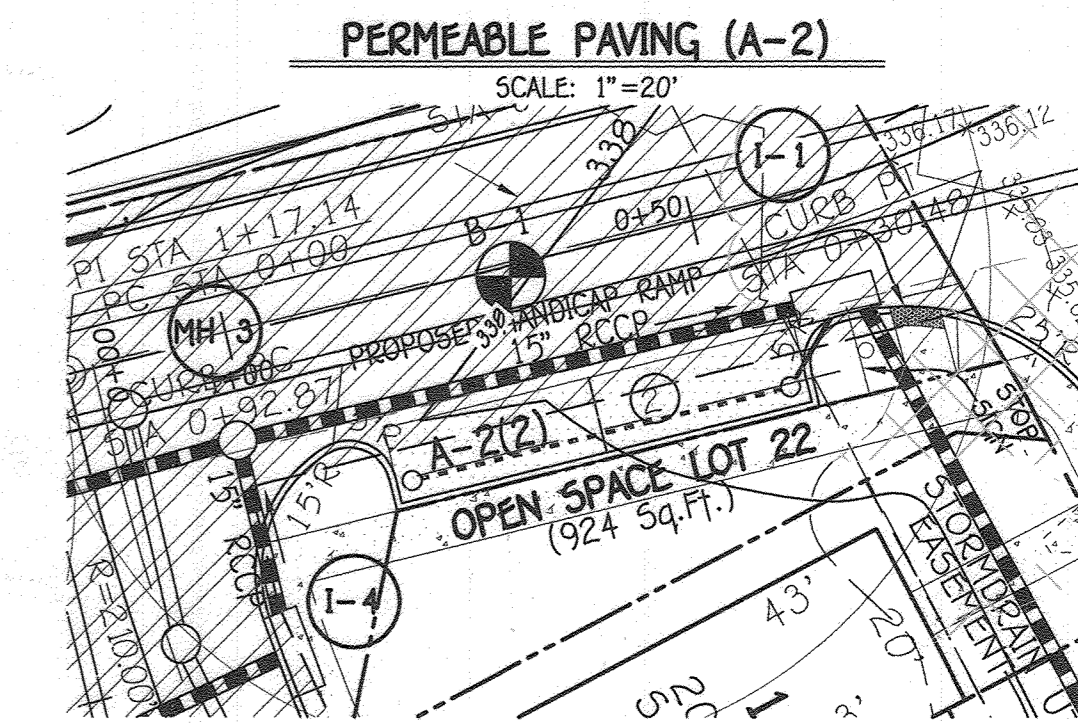 PERMEABLE PAVING (A-2)
SCALE: 1"=20'
338
I-1
336.17
336.12
PI STA 1+17.14
PC STA 0+00
B-1
0+50
CURB PT
STA 0+30.48
MH 3
PROPOSED HANDICAP RAMP
15" RCCP
CURB
0+92.87
2
A-2(2)
OPEN SPACE LOT 22
(924 Sq.Ft.)
STOP
SIGN
15'R
15" RCCP
I-4
R=210.00'
STORMDRAIN
EASEMENT
43'
20'